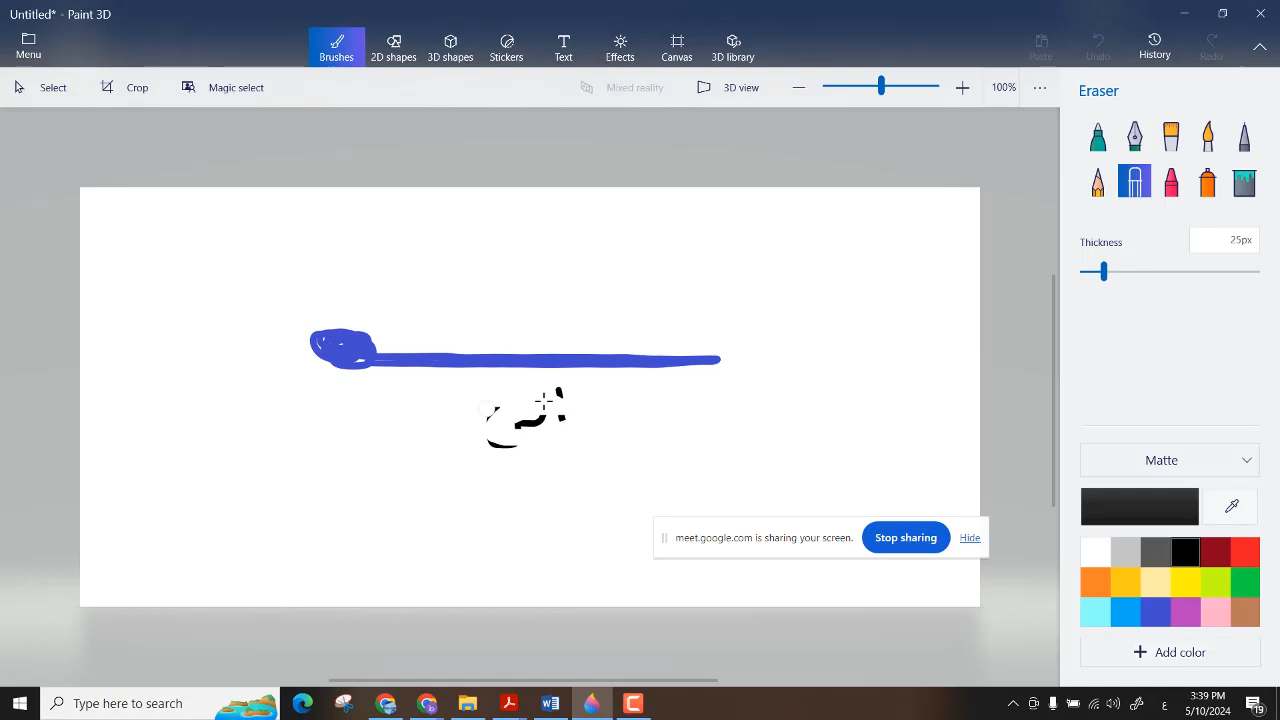 Untitled* - Paint 3D
Menu
Brushes
2D shapes
3D shapes
Stickers
Text
Effects
Canvas
3D library
Paste
Undo
History
Redo
Select
Crop
Magic select
Mixed reality
3D view
100%
Eraser
Thickness
25px
Matte
Add color
meet.google.com is sharing your screen.
Stop sharing
Hide
Type here to search
3:39 PM
5/10/2024
19